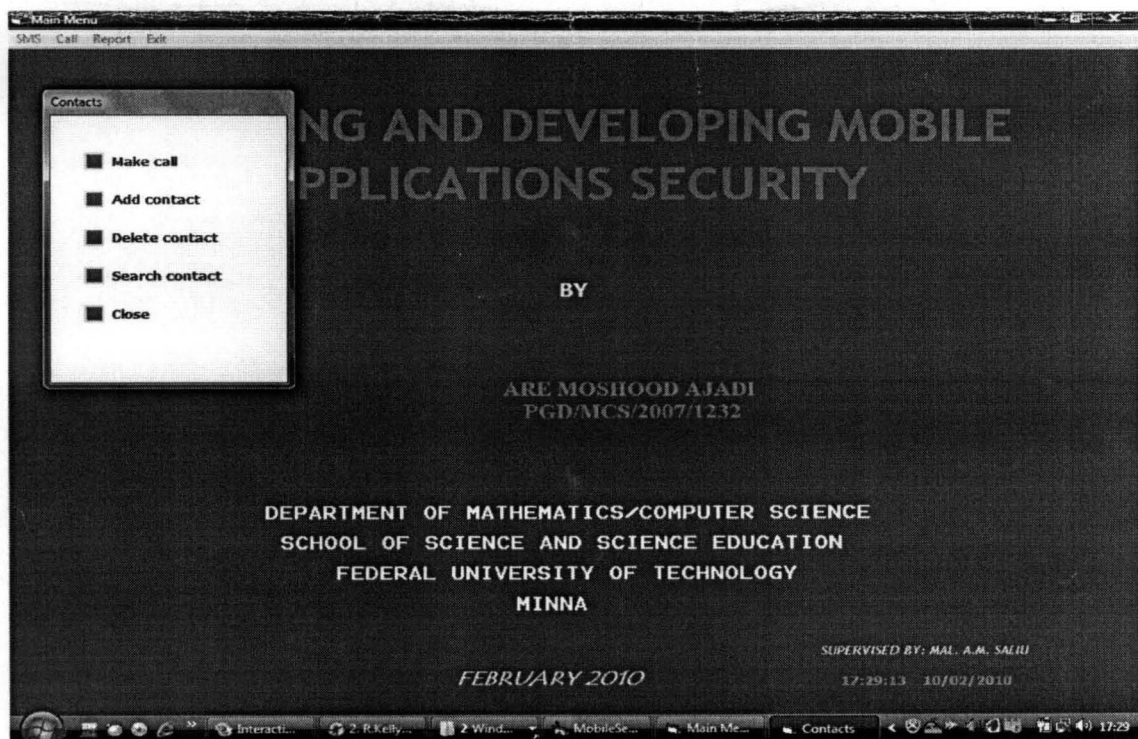 Main Menu
SMS Call Report Exit
Contacts
Make call
Add contact
Delete contact
Search contact
Close
NG AND DEVELOPING MOBILE
PPLICATIONS SECURITY
BY
ARE MOSHOOD AJADI
PGD/MCS/2007/1232
DEPARTMENT OF MATHEMATICS/COMPUTER SCIENCE
SCHOOL OF SCIENCE AND SCIENCE EDUCATION
FEDERAL UNIVERSITY OF TECHNOLOGY
MINNA
SUPERVISED BY: MAL. A.M. SALIU
FEBRUARY 2010
17:29:13 10/02/2010
Interacti... 2. R.Kelly... 2 Wind... MobileSe... Main Me... Contacts 17:29